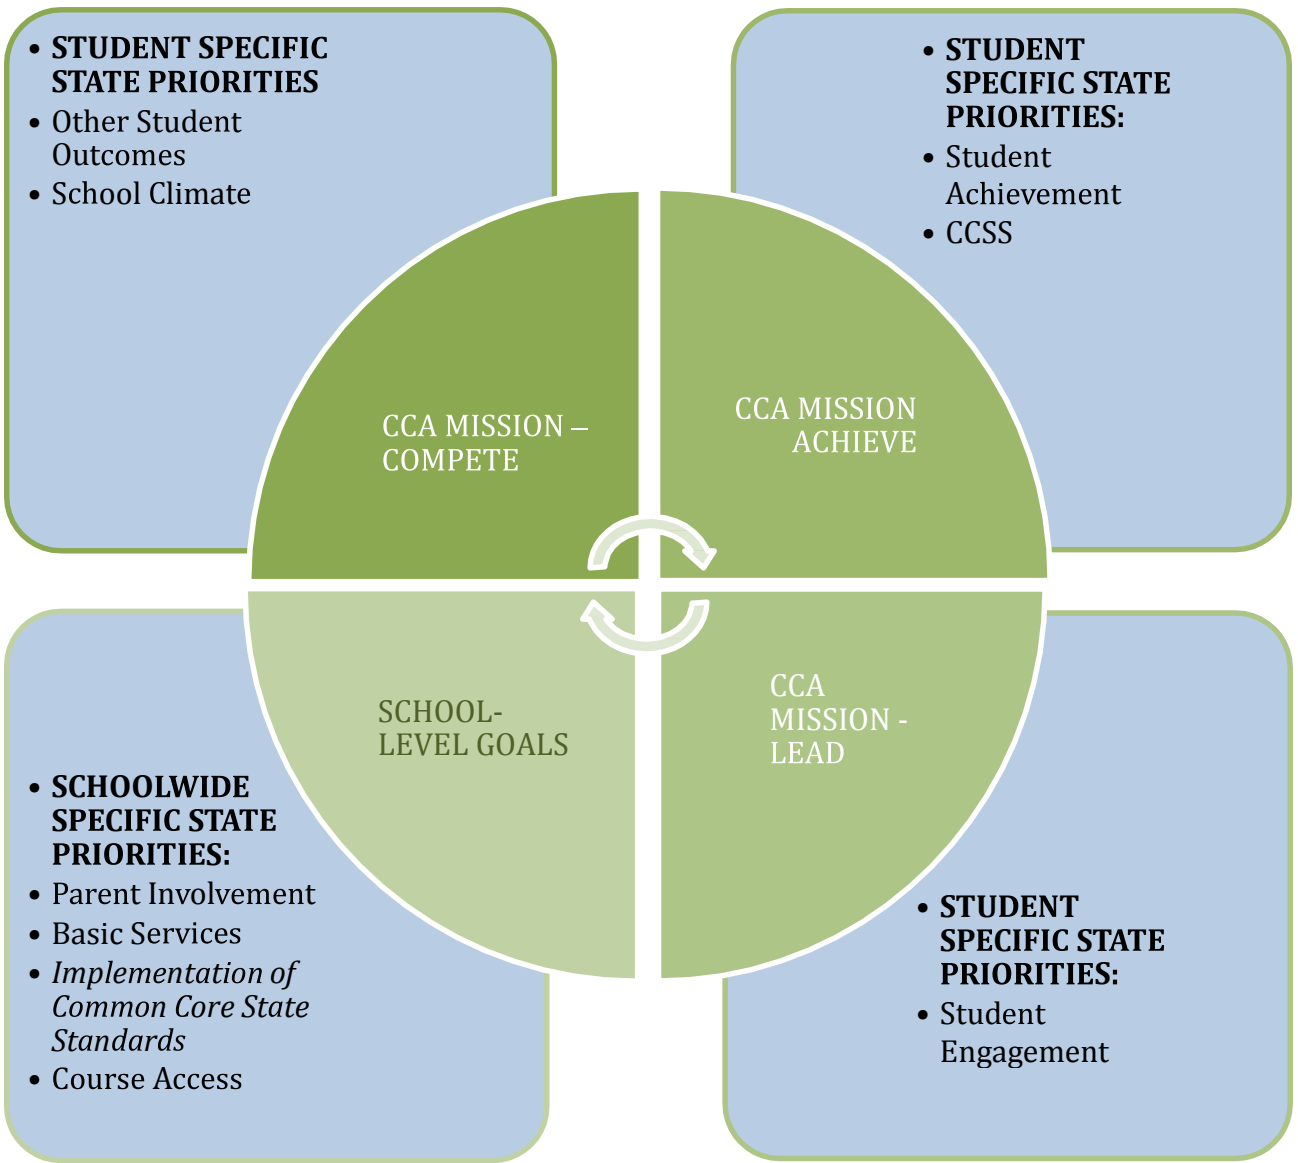 • STUDENT SPECIFIC
STATE PRIORITIES
• Other Student
Outcomes
• School Climate
• STUDENT
SPECIFIC STATE
PRIORITIES:
• Student
Achievement
• CCSS
CCA MISSION –
COMPETE
CCA MISSION
ACHIEVE
SCHOOL-
LEVEL GOALS
CCA
MISSION -
LEAD
• SCHOOLWIDE
SPECIFIC STATE
PRIORITIES:
• Parent Involvement
• Basic Services
• Implementation of
Common Core State
Standards
• Course Access
• STUDENT
SPECIFIC STATE
PRIORITIES:
• Student
Engagement